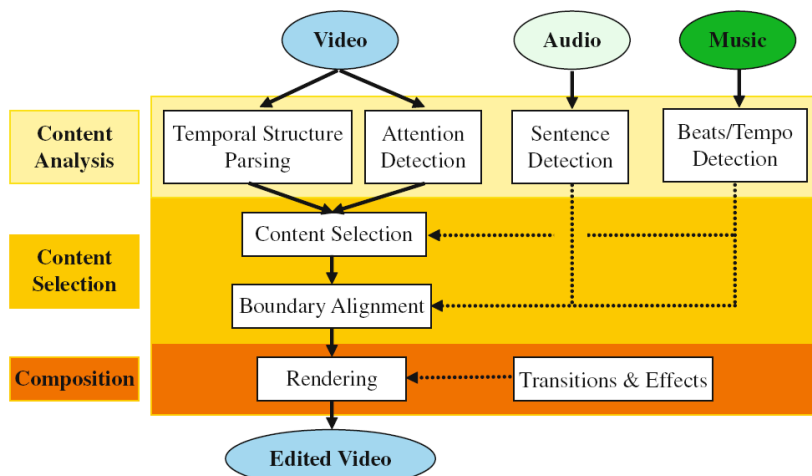 Video
Audio
Music
Content
Analysis
Temporal Structure
Parsing
Attention
Detection
Sentence
Detection
Beats/Tempo
Detection
Content
Selection
Content Selection
Boundary Alignment
Composition
Rendering
Transitions & Effects
Edited Video